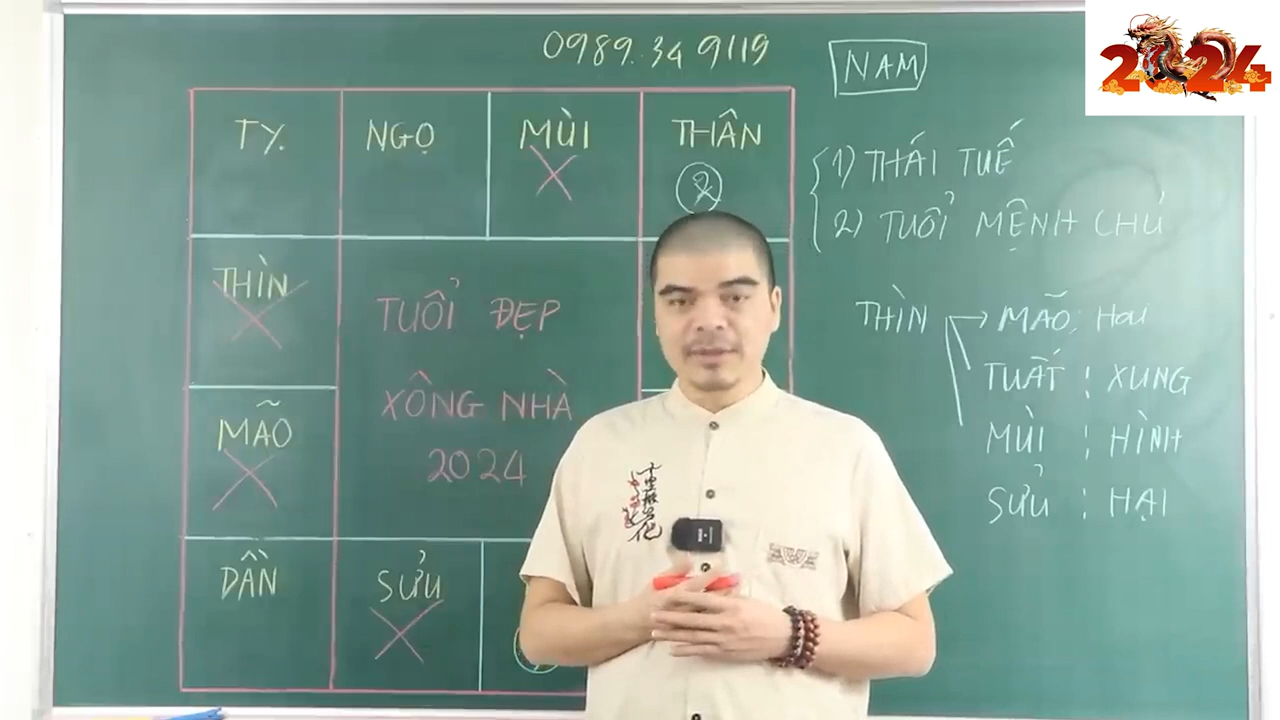 0989.34 9119
NAM
2024
TỴ
NGỌ
MÙI
THÂN
1) THÁI TUẾ
2) TUỔI MỆNH CHỦ
THÌN
MÃO
DẦN
SỬU
TUỔI ĐẸP
XÔNG NHÀ
2024
THÌN → MÃO:
TUẤT : XUNG
MÙI : HÌNH
SỬU : HẠI